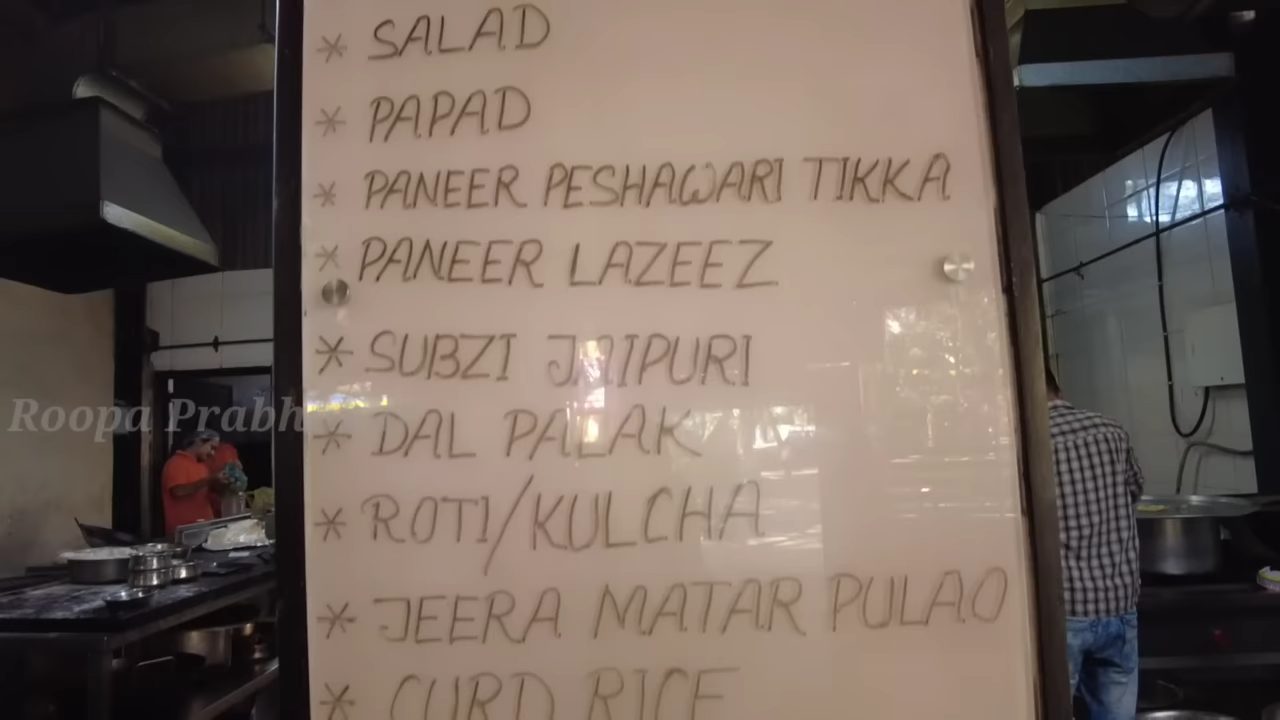 * SALAD
* PAPAD
* PANEER PESHAWARI TIKKA
* PANEER LAZEEZ
* SUBZI JAIPURI
Roopa Prabh
* DAL PALAK
* ROTI/KULCHA
* JEERA MATAR PULAO
* CURD RICE